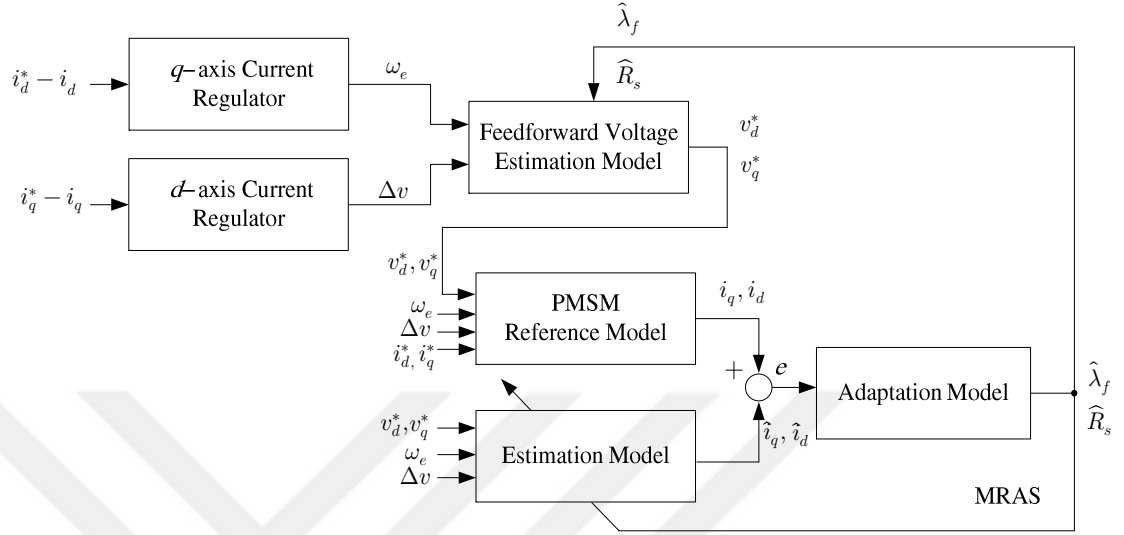 λ̂_f
R̂_s
i_d^* − i_d
q–axis Current
Regulator
ω_e
Feedforward Voltage
Estimation Model
v_d^*
v_q^*
i_q^* − i_q
d–axis Current
Regulator
Δv
v_d^*, v_q^*
ω_e
Δv
i_d^*, i_q^*
PMSM
Reference Model
i_q, i_d
+
e
Adaptation Model
λ̂_f
R̂_s
v_d^*, v_q^*
ω_e
Δv
Estimation Model
î_q, î_d
MRAS